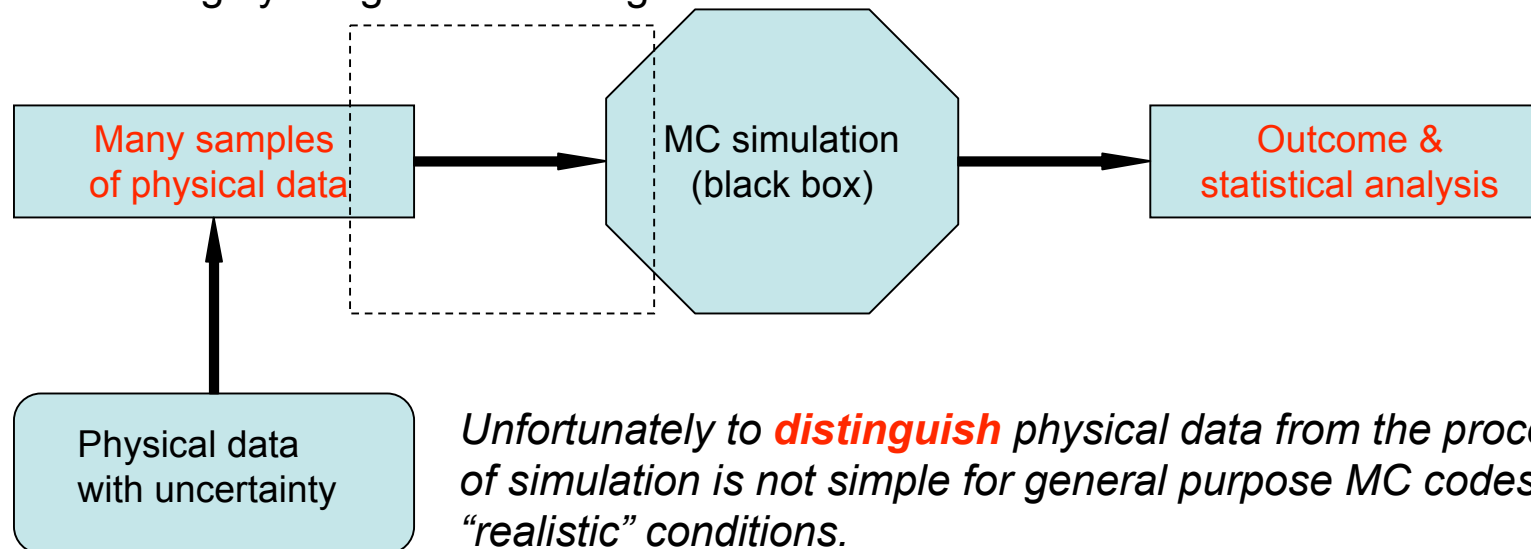 Many samples
of physical data
MC simulation
(black box)
Outcome &
statistical analysis
Physical data
with uncertainty
Unfortunately to distinguish physical data from the
of simulation is not simple for general purpose MC codes
“realistic” conditions.